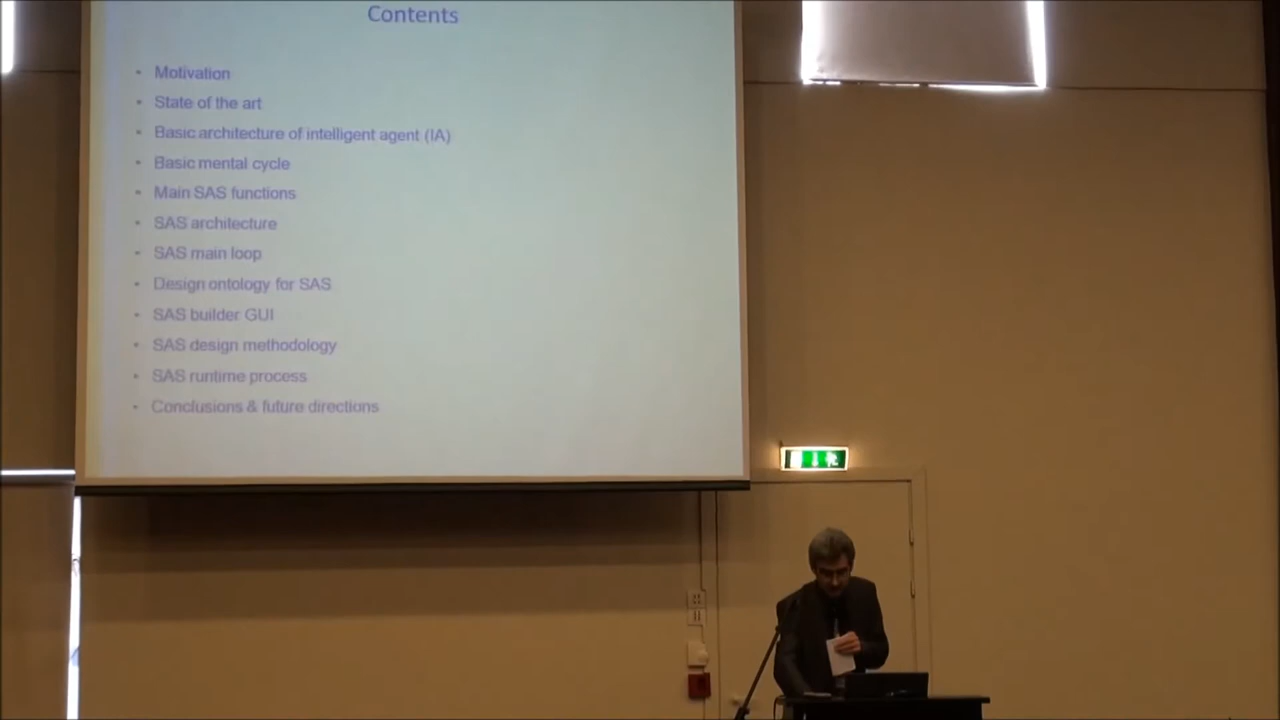 Contents
• Motivation
• State of the art
• Basic architecture of intelligent agent (IA)
• Basic mental cycle
• Main SAS functions
• SAS architecture
• SAS main loop
• Design ontology for SAS
• SAS builder GUI
• SAS design methodology
• SAS runtime process
• Conclusions & future directions